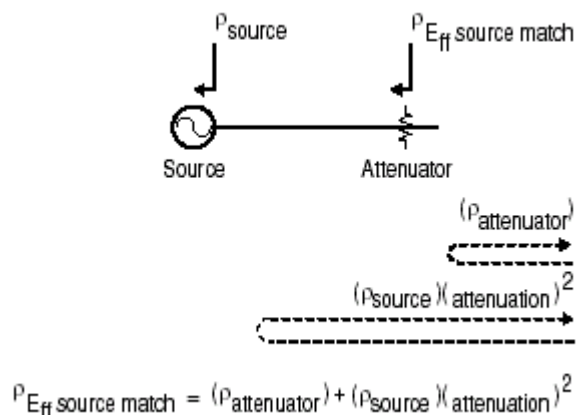 ρsource
ρEff source match
Source
Attenuator
(ρattenuator)
(ρsource)(attenuation)²
ρEff source match = (ρattenuator) + (ρsource)(attenuation)²